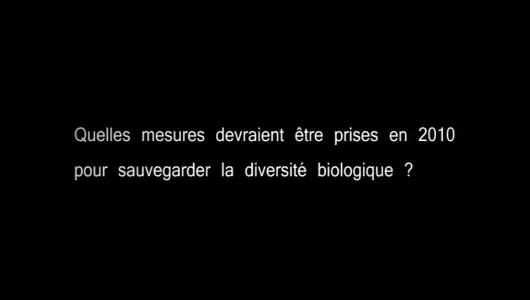 Quelles mesures devraient être prises en 2010
pour sauvegarder la diversité biologique ?